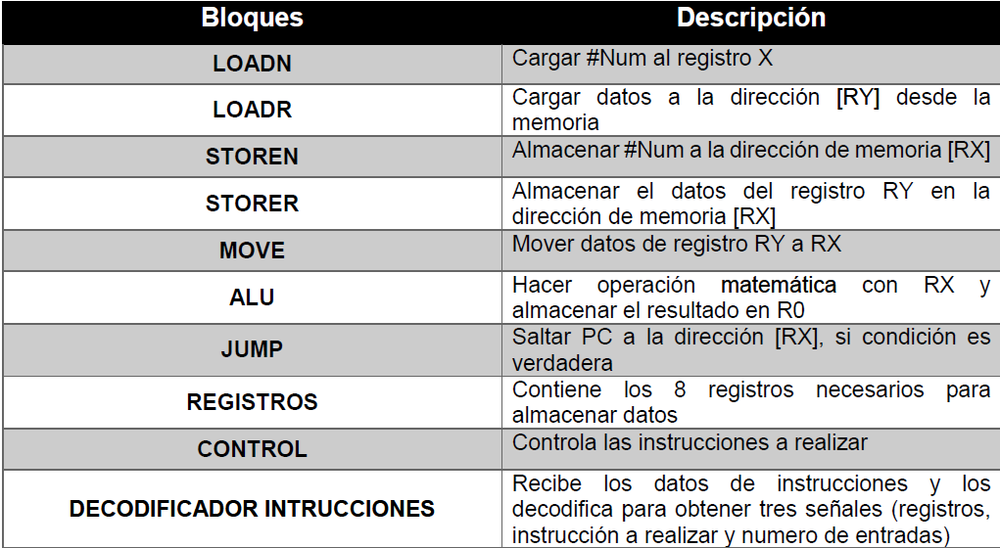 Bloques Descripción
LOADN Cargar #Num al registro X
LOADR Cargar datos a la dirección [RY] desde la
memoria
STOREN Almacenar #Num a la dirección de memoria [RX]
STORER Almacenar el datos del registro RY en la
dirección de memoria [RX]
MOVE Mover datos de registro RY a RX
ALU Hacer operación matemática con RX y
almacenar el resultado en R0
JUMP Saltar PC a la dirección [RX], si condición es
verdadera
REGISTROS Contiene los 8 registros necesarios para
almacenar datos
CONTROL Controla las instrucciones a realizar
DECODIFICADOR INTRUCCIONES Recibe los datos de instrucciones y los
decodifica para obtener tres señales (registros,
instrucción a realizar y numero de entradas)